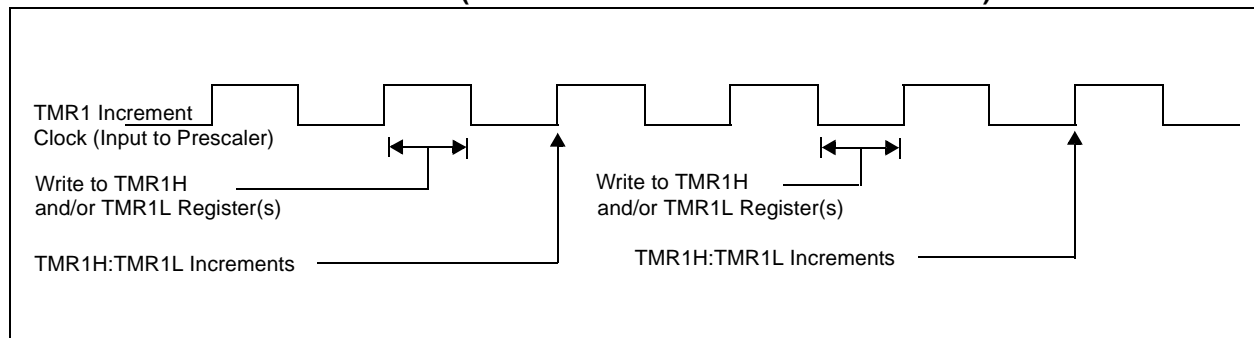 TMR1 Increment
Clock (Input to Prescaler)
Write to TMR1H
and/or TMR1L Register(s)
TMR1H:TMR1L Increments
Write to TMR1H
and/or TMR1L Register(s)
TMR1H:TMR1L Increments